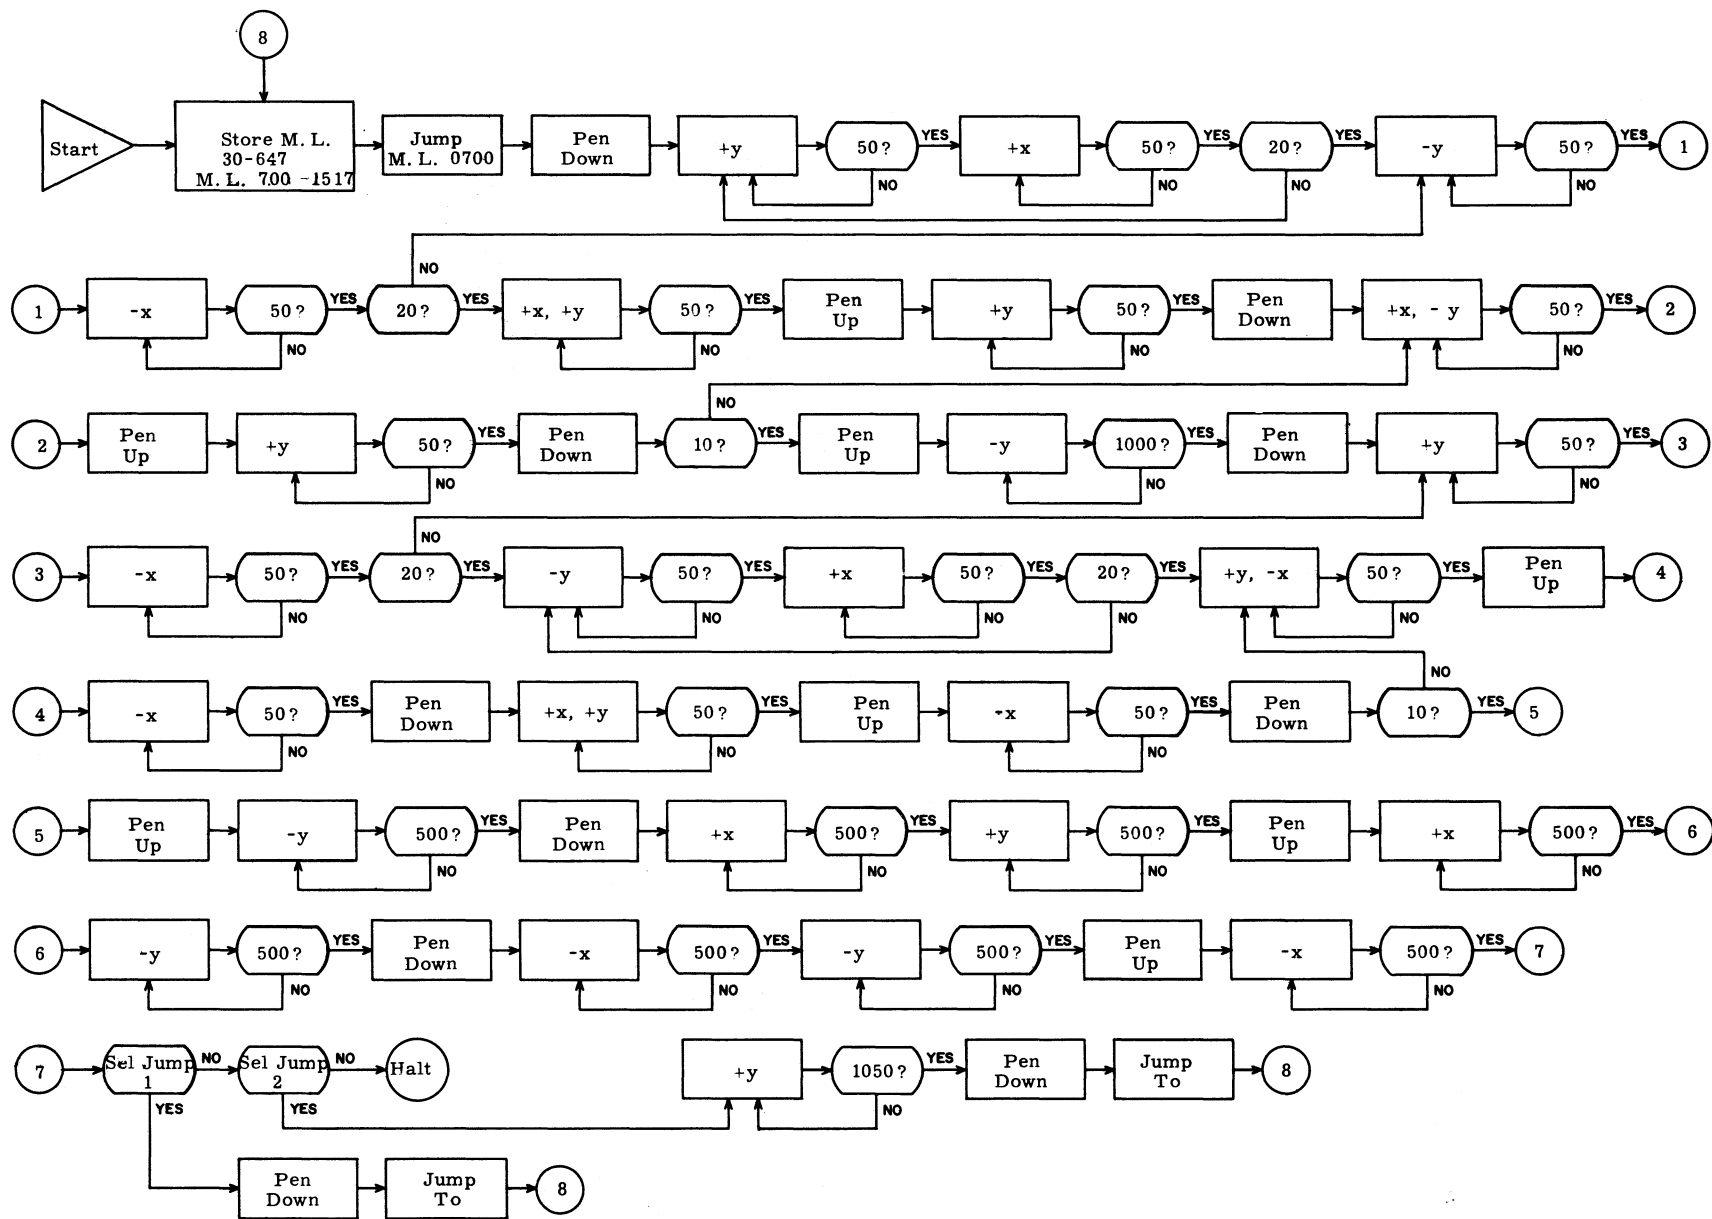 8
Start
Store M. L.
30-647
M. L. 700 -1517
Jump
M. L. 0700
Pen
Down
+y
50?
YES
NO
+x
50?
YES
NO
20?
YES
NO
-y
50?
YES
NO
1
1
-x
50?
YES
NO
20?
NO
YES
+x, +y
50?
YES
NO
Pen
Up
+y
50?
YES
NO
Pen
Down
+x, - y
50?
YES
NO
2
2
Pen
Up
+y
50?
YES
NO
Pen
Down
10?
NO
YES
Pen
Up
-y
1000?
YES
NO
Pen
Down
+y
50?
YES
NO
3
3
-x
50?
YES
NO
20?
NO
YES
-y
50?
YES
NO
+x
50?
YES
NO
20?
YES
NO
+y, -x
50?
YES
NO
Pen
Up
4
4
-x
50?
YES
NO
Pen
Down
+x, +y
50?
YES
NO
Pen
Up
-x
50?
YES
NO
Pen
Down
10?
NO
YES
5
5
Pen
Up
-y
500?
YES
NO
Pen
Down
+x
500?
YES
NO
+y
500?
YES
NO
Pen
Up
+x
500?
YES
NO
6
6
-y
500?
YES
NO
Pen
Down
-x
500?
YES
NO
-y
500?
YES
NO
Pen
Up
-x
500?
YES
NO
7
7
Sel Jump
1
NO
YES
Sel Jump
2
NO
YES
Halt
+y
1050?
YES
NO
Pen
Down
Jump
To
8
Pen
Down
Jump
To
8